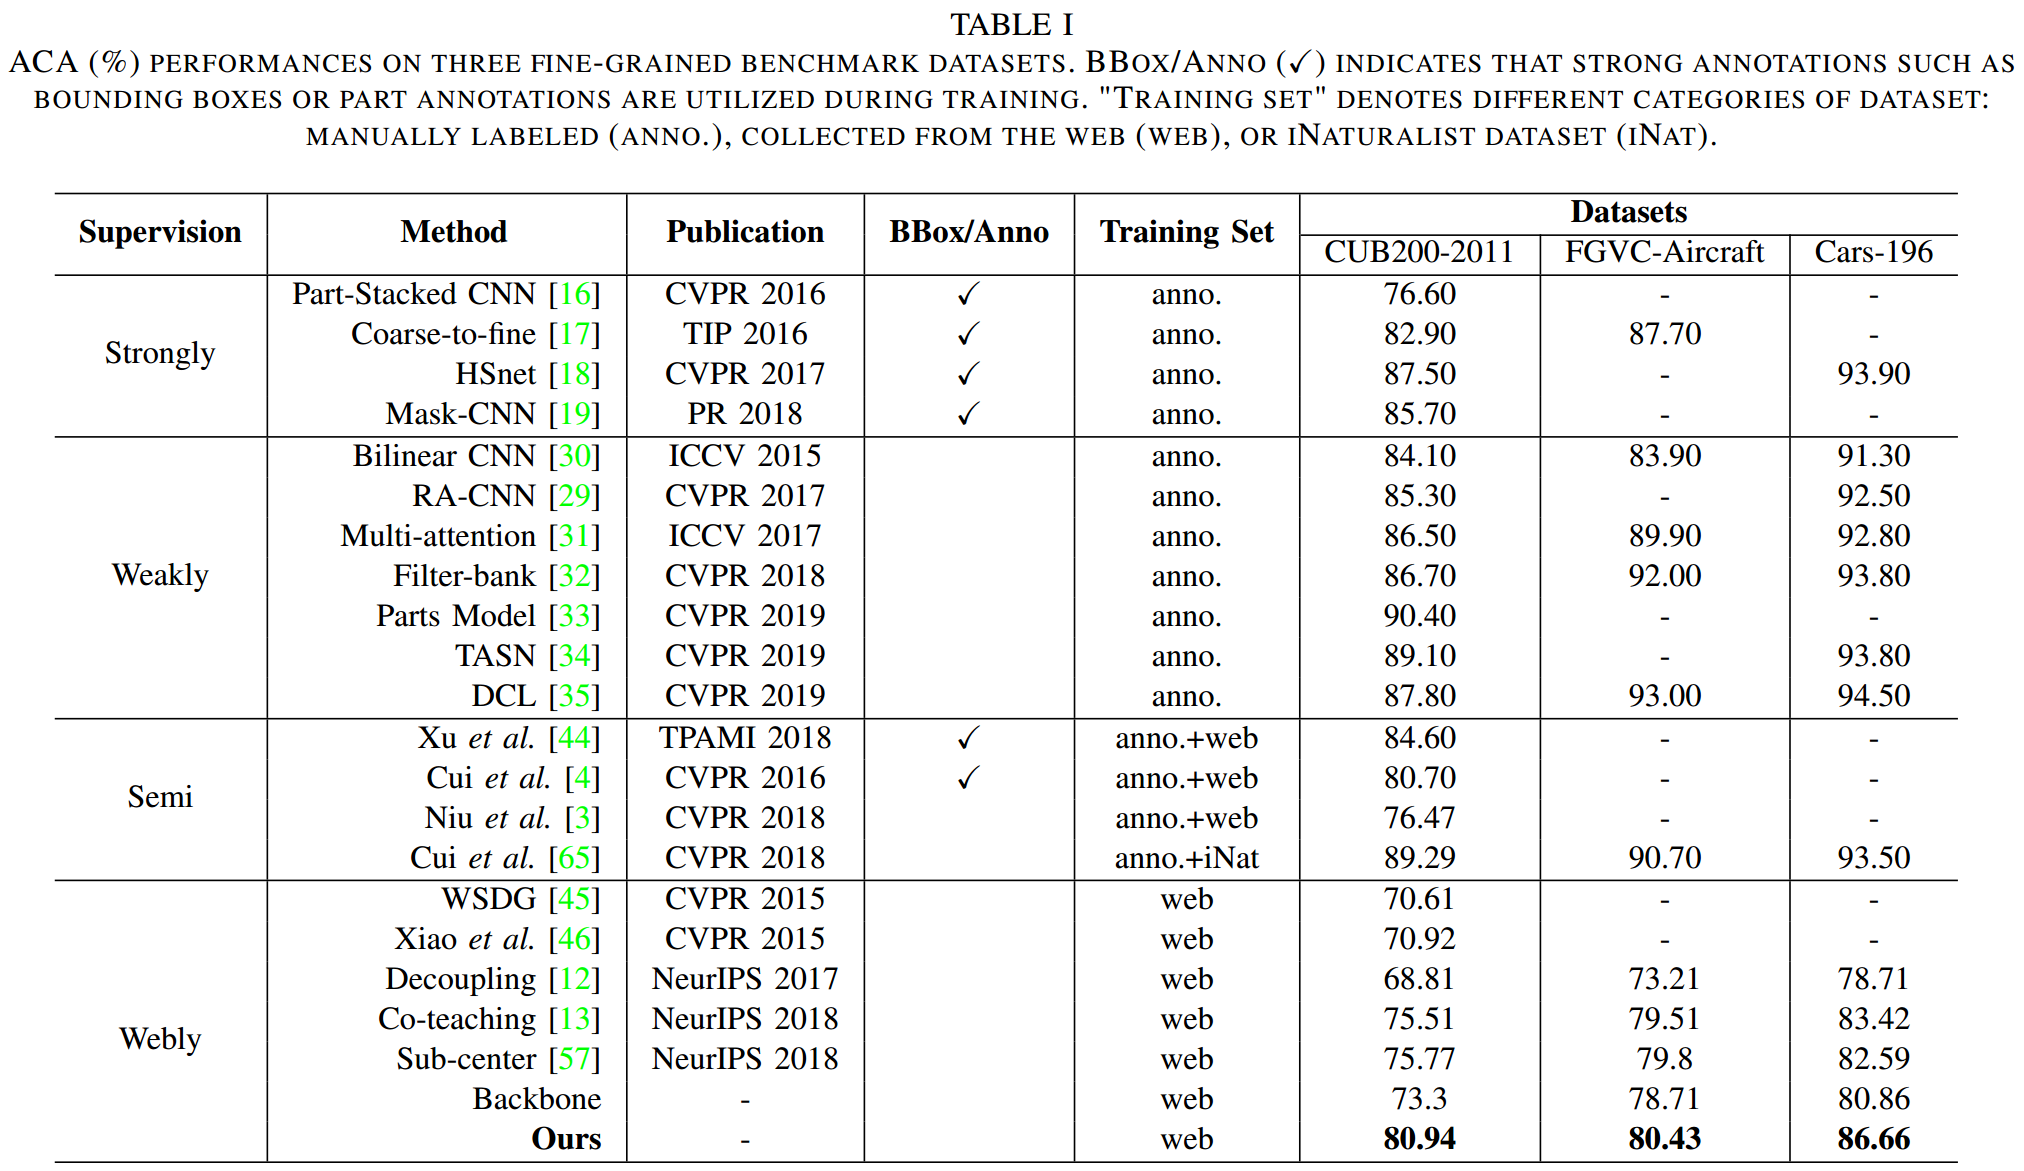 TABLE I
ACA (%) PERFORMANCES ON THREE FINE-GRAINED BENCHMARK DATASETS. BBOX/ANNO (✓) INDICATES THAT STRONG ANNOTATIONS SUCH AS
BOUNDING BOXES OR PART ANNOTATIONS ARE UTILIZED DURING TRAINING. "TRAINING SET" DENOTES DIFFERENT CATEGORIES OF DATASET:
MANUALLY LABELED (ANNO.), COLLECTED FROM THE WEB (WEB), OR INATURALIST DATASET (INAT).
Supervision Method Publication BBox/Anno Training Set Datasets
CUB200-2011 FGVC-Aircraft Cars-196
Strongly
Part-Stacked CNN [16] CVPR 2016 ✓ anno. 76.60 - -
Coarse-to-fine [17] TIP 2016 ✓ anno. 82.90 87.70 -
HSnet [18] CVPR 2017 ✓ anno. 87.50 - 93.90
Mask-CNN [19] PR 2018 ✓ anno. 85.70 - -
Weakly
Bilinear CNN [30] ICCV 2015 anno. 84.10 83.90 91.30
RA-CNN [29] CVPR 2017 anno. 85.30 - 92.50
Multi-attention [31] ICCV 2017 anno. 86.50 89.90 92.80
Filter-bank [32] CVPR 2018 anno. 86.70 92.00 93.80
Parts Model [33] CVPR 2019 anno. 90.40 - -
TASN [34] CVPR 2019 anno. 89.10 - 93.80
DCL [35] CVPR 2019 anno. 87.80 93.00 94.50
Semi
Xu et al. [44] TPAMI 2018 ✓ anno.+web 84.60 - -
Cui et al. [4] CVPR 2016 ✓ anno.+web 80.70 - -
Niu et al. [3] CVPR 2018 anno.+web 76.47 - -
Cui et al. [65] CVPR 2018 anno.+iNat 89.29 90.70 93.50
Webly
WSDG [45] CVPR 2015 web 70.61 - -
Xiao et al. [46] CVPR 2015 web 70.92 - -
Decoupling [12] NeurIPS 2017 web 68.81 73.21 78.71
Co-teaching [13] NeurIPS 2018 web 75.51 79.51 83.42
Sub-center [57] NeurIPS 2018 web 75.77 79.8 82.59
Backbone - web 73.3 78.71 80.86
Ours - web 80.94 80.43 86.66